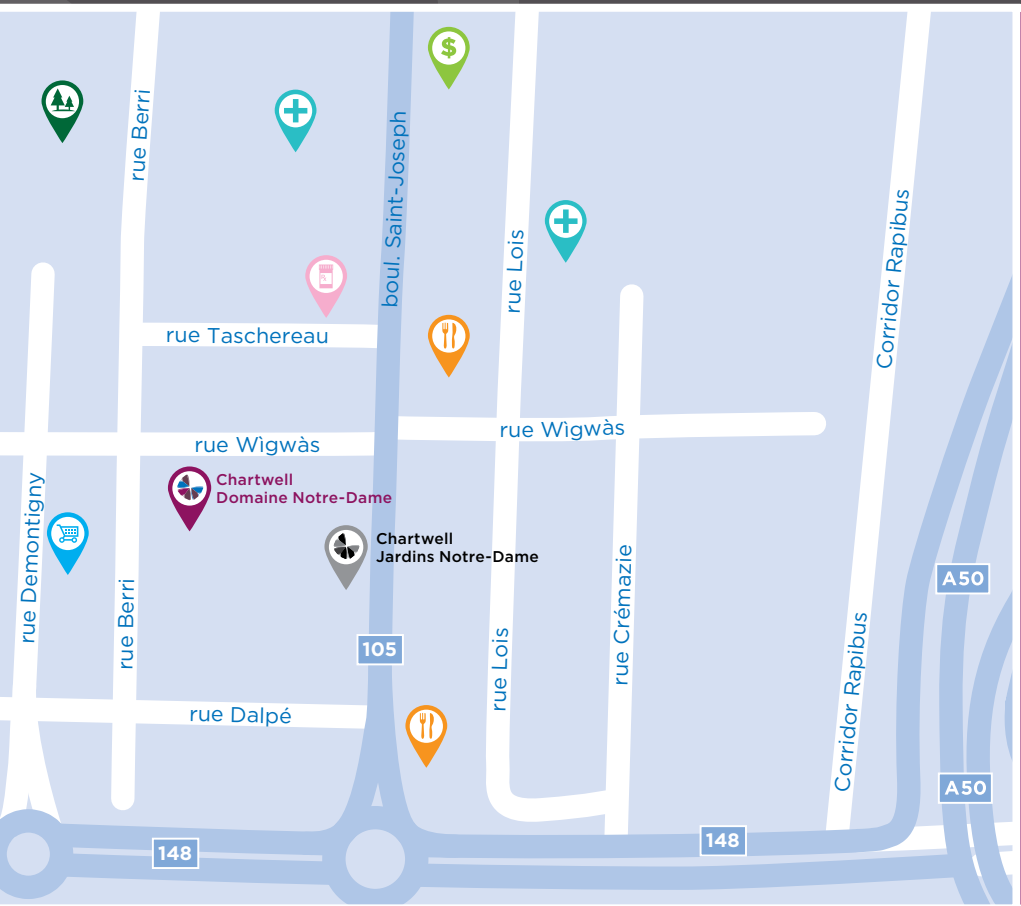 $
rue Berri
boul. Saint-Joseph
rue Lois
Corridor Rapibus
rue Taschereau
rue Wìgwàs
rue Wìgwàs
Chartwell
Domaine Notre-Dame
rue Demontigny
Chartwell
Jardins Notre-Dame
rue Berri
rue Crémazie
A50
105
rue Lois
Corridor Rapibus
rue Dalpé
A50
148
148